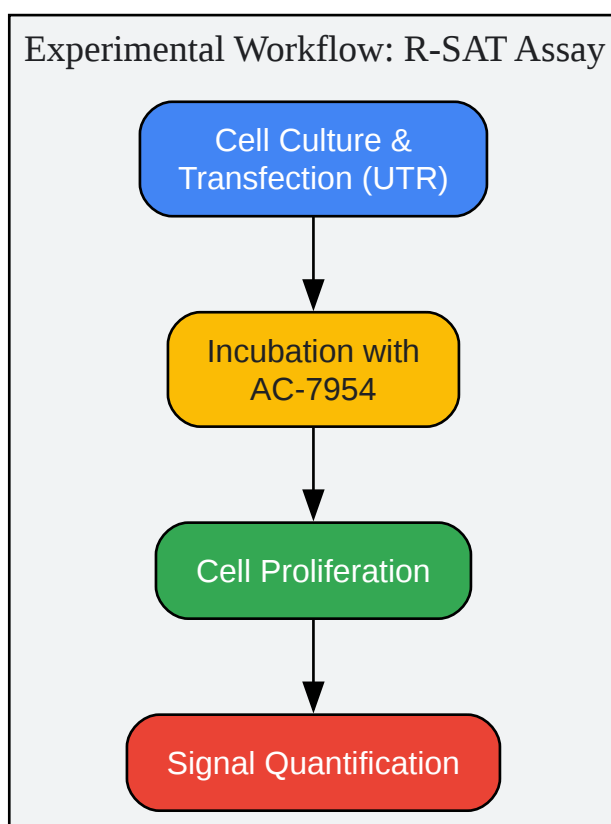 Experimental Workflow: R-SAT Assay
Cell Culture &
Transfection (UTR)
Incubation with
AC-7954
Cell Proliferation
Signal Quantification